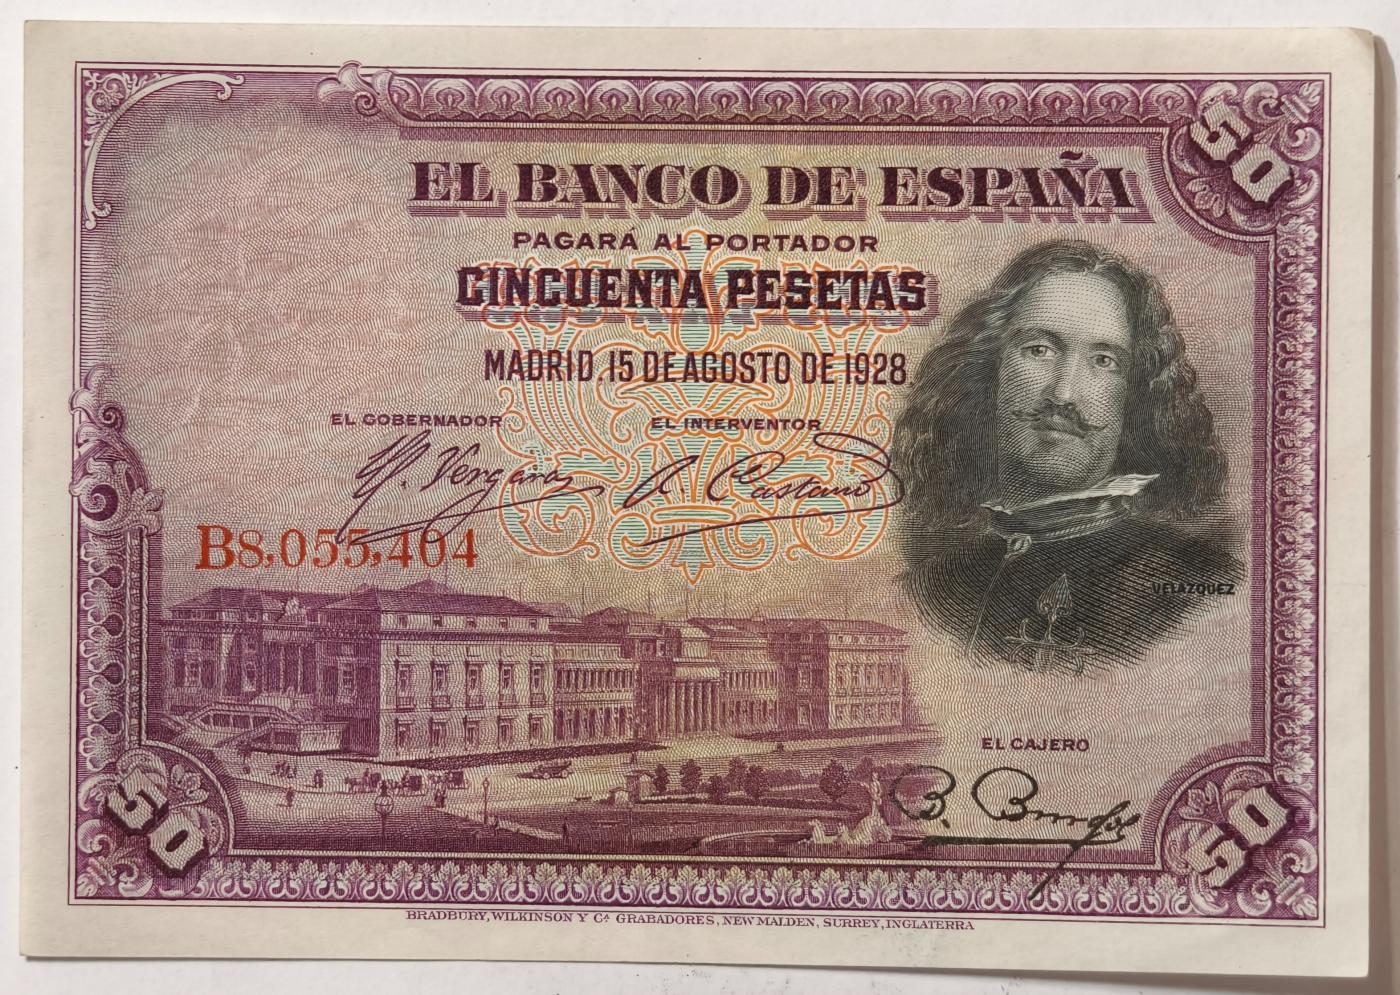 50
EL BANCO DE ESPAÑA
PAGARÁ AL PORTADOR
CINCUENTA PESETAS
MADRID 15 DE AGOSTO DE 1928
EL GOBERNADOR EL INTERVENTOR
B8,055,404
VELAZQUEZ
EL CAJERO
50 50
BRADBURY, WILKINSON Y Cª GRABADORES, NEW MALDEN, SURREY, INGLATERRA